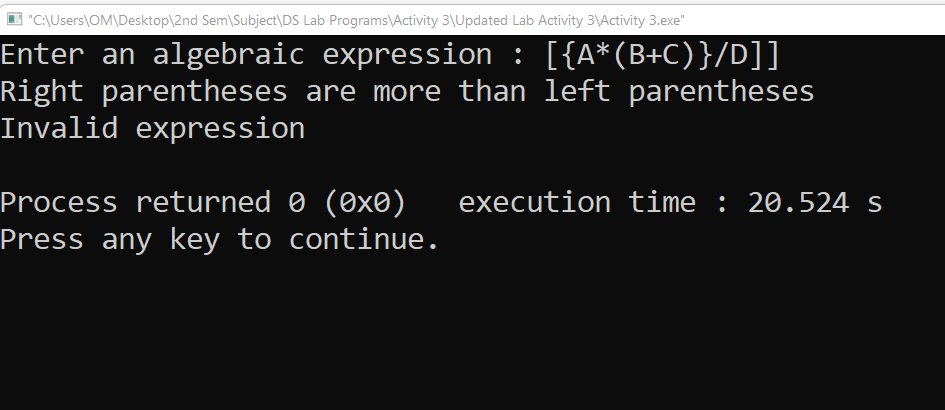 "C:\Users\OM\Desktop\2nd Sem\Subject\DS Lab Programs\Activity 3\Updated Lab Activity 3\Activity 3.exe"
Enter an algebraic expression : [{A*(B+C)}/D]]
Right parentheses are more than left parentheses
Invalid expression
Process returned 0 (0x0)   execution time : 20.524 s
Press any key to continue.